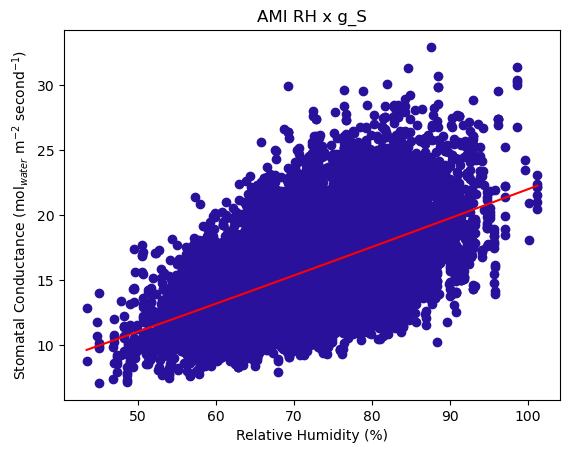 AMI RH x g_S
Stomatal Conductance (mol_water m⁻² second⁻¹)
30
25
20
15
10
50 60 70 80 90 100
Relative Humidity (%)